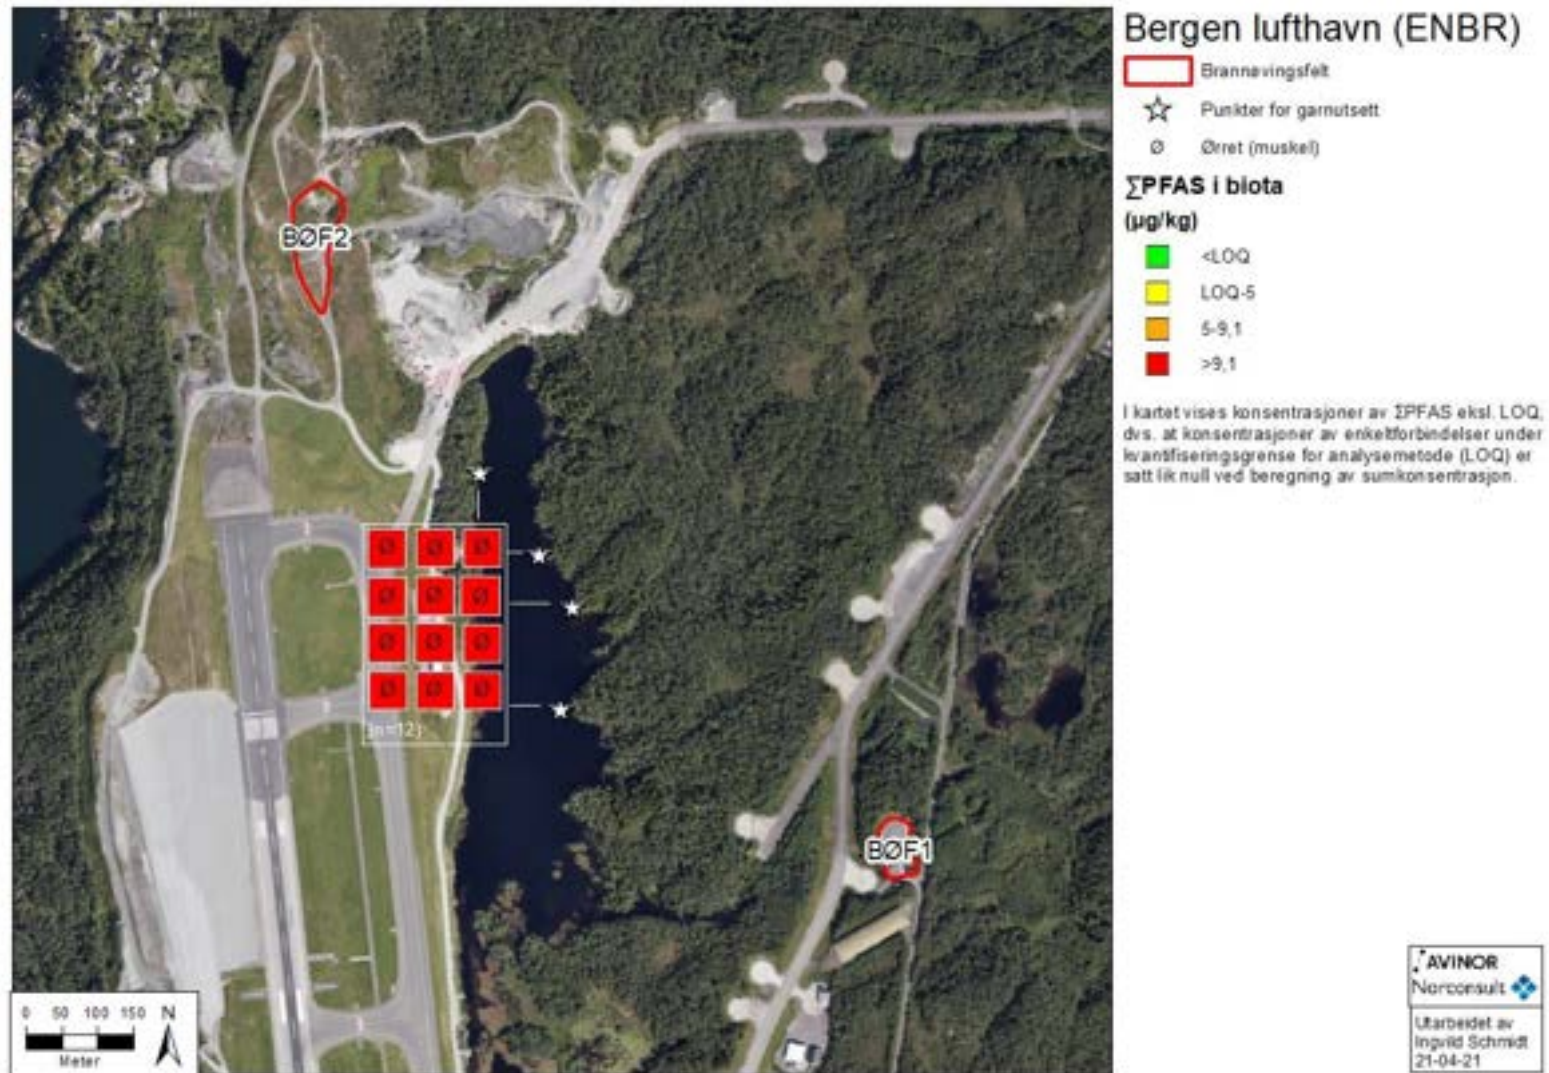 Bergen lufthavn (ENBR)
Brannøvingsfelt
Punkter for garnutsett
Ø Ørret (muskel)
∑PFAS i biota
(µg/kg)
<LOQ
LOQ-5
5-9,1
>9,1
I kartet vises konsentrasjoner av ΣPFAS eksl. LOQ,
dvs. at konsentrasjoner av enkeltforbindelser under
kvantifiseringsgrense for analysemetode (LOQ) er
satt lik null ved beregning av sumkonsentrasjon.
BØF2
Ø Ø Ø
Ø Ø Ø
Ø Ø Ø
Ø Ø Ø
(n=12)
BØF1
0 50 100 150 N
Meter
AVINOR
Norconsult
Utarbeidet av
Ingvild Schmidt
21-04-21